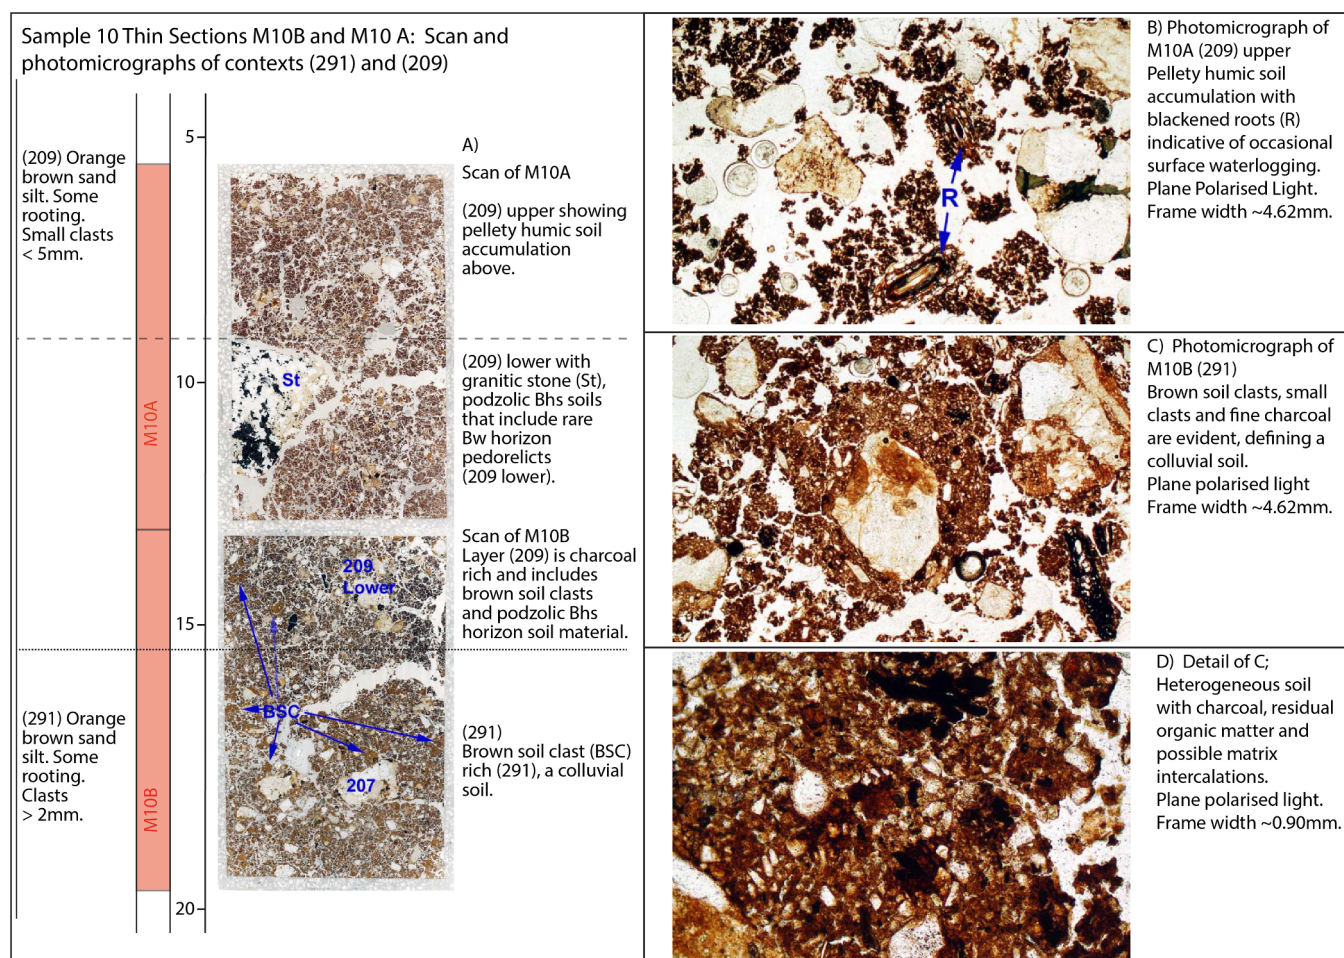 Sample 10 Thin Sections M10B and M10 A:  Scan and
photomicrographs of contexts (291) and (209)
(209) Orange
brown sand
silt. Some
rooting.
Small clasts
< 5mm.
(291) Orange
brown sand
silt. Some
rooting.
Clasts
> 2mm.
M10A
M10B
5
10
15
20
St
209
Lower
BSC
207
A)
Scan of M10A
(209) upper showing
pellety humic soil
accumulation
above.
(209) lower with
granitic stone (St),
podzolic Bhs soils
that include rare
Bw horizon
pedorelicts
(209 lower).
Scan of M10B
Layer (209) is charcoal
rich and includes
brown soil clasts
and podzolic Bhs
horizon soil material.
(291)
Brown soil clast (BSC)
rich (291), a colluvial
soil.
R
B) Photomicrograph of
M10A (209) upper
Pellety humic soil
accumulation with
blackened roots (R)
indicative of occasional
surface waterlogging.
Plane Polarised Light.
Frame width ~4.62mm.
C)  Photomicrograph of
M10B (291)
Brown soil clasts, small
clasts and fine charcoal
are evident, defining a
colluvial soil.
Plane polarised light
Frame width ~4.62mm.
D)  Detail of C;
Heterogeneous soil
with charcoal, residual
organic matter and
possible matrix
intercalations.
Plane polarised light.
Frame width ~0.90mm.